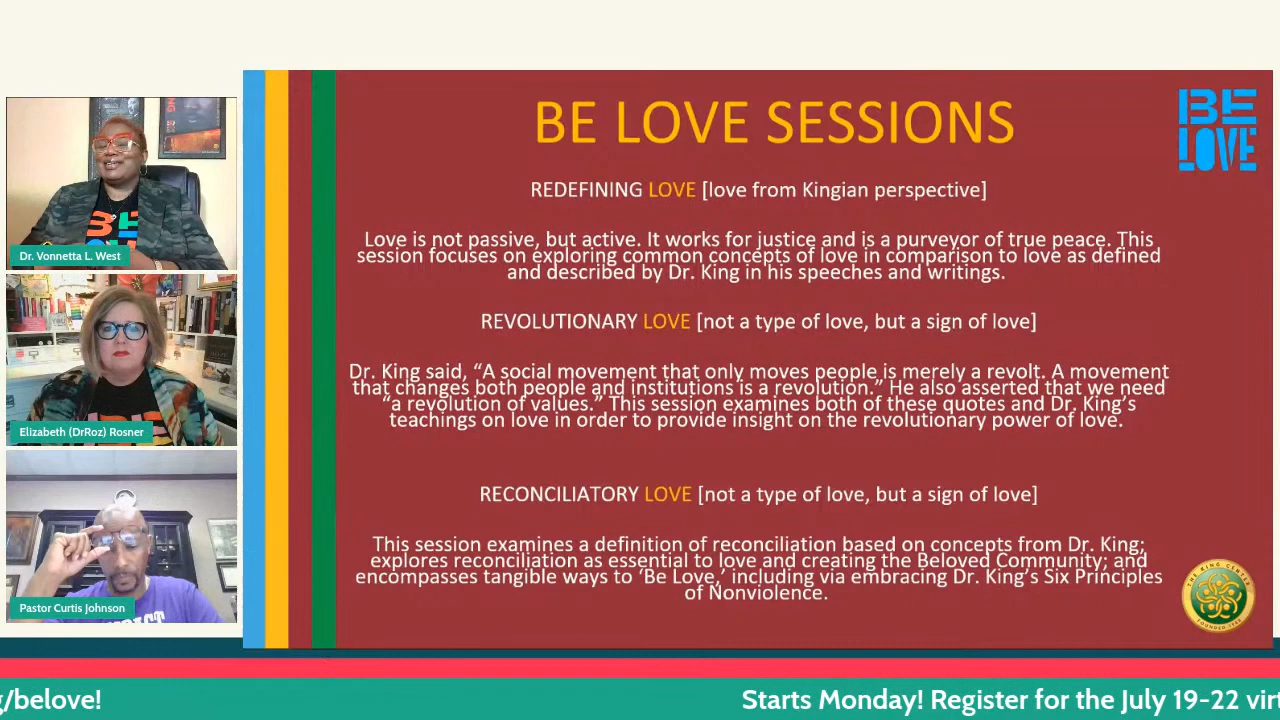 BE LOVE SESSIONS
BE
LOVE
REDEFINING LOVE [love from Kingian perspective]
Love is not passive, but active. It works for justice and is a purveyor of true peace. This
session focuses on exploring common concepts of love in comparison to love as defined
and described by Dr. King in his speeches and writings.
REVOLUTIONARY LOVE [not a type of love, but a sign of love]
Dr. King said, “A social movement that only moves people is merely a revolt. A movement
that changes both people and institutions is a revolution.” He also asserted that we need
“a revolution of values.” This session examines both of these quotes and Dr. King’s
teachings on love in order to provide insight on the revolutionary power of love.
RECONCILIATORY LOVE [not a type of love, but a sign of love]
This session examines a definition of reconciliation based on concepts from Dr. King;
explores reconciliation as essential to love and creating the Beloved Community; and
encompasses tangible ways to ‘Be Love,’ including via embracing Dr. King’s Six Principles
of Nonviolence.
THE KING CENTER
Dr. Vonnetta L. West
Elizabeth (DrRoz) Rosner
Pastor Curtis Johnson
g/belove!
Starts Monday! Register for the July 19-22 virt